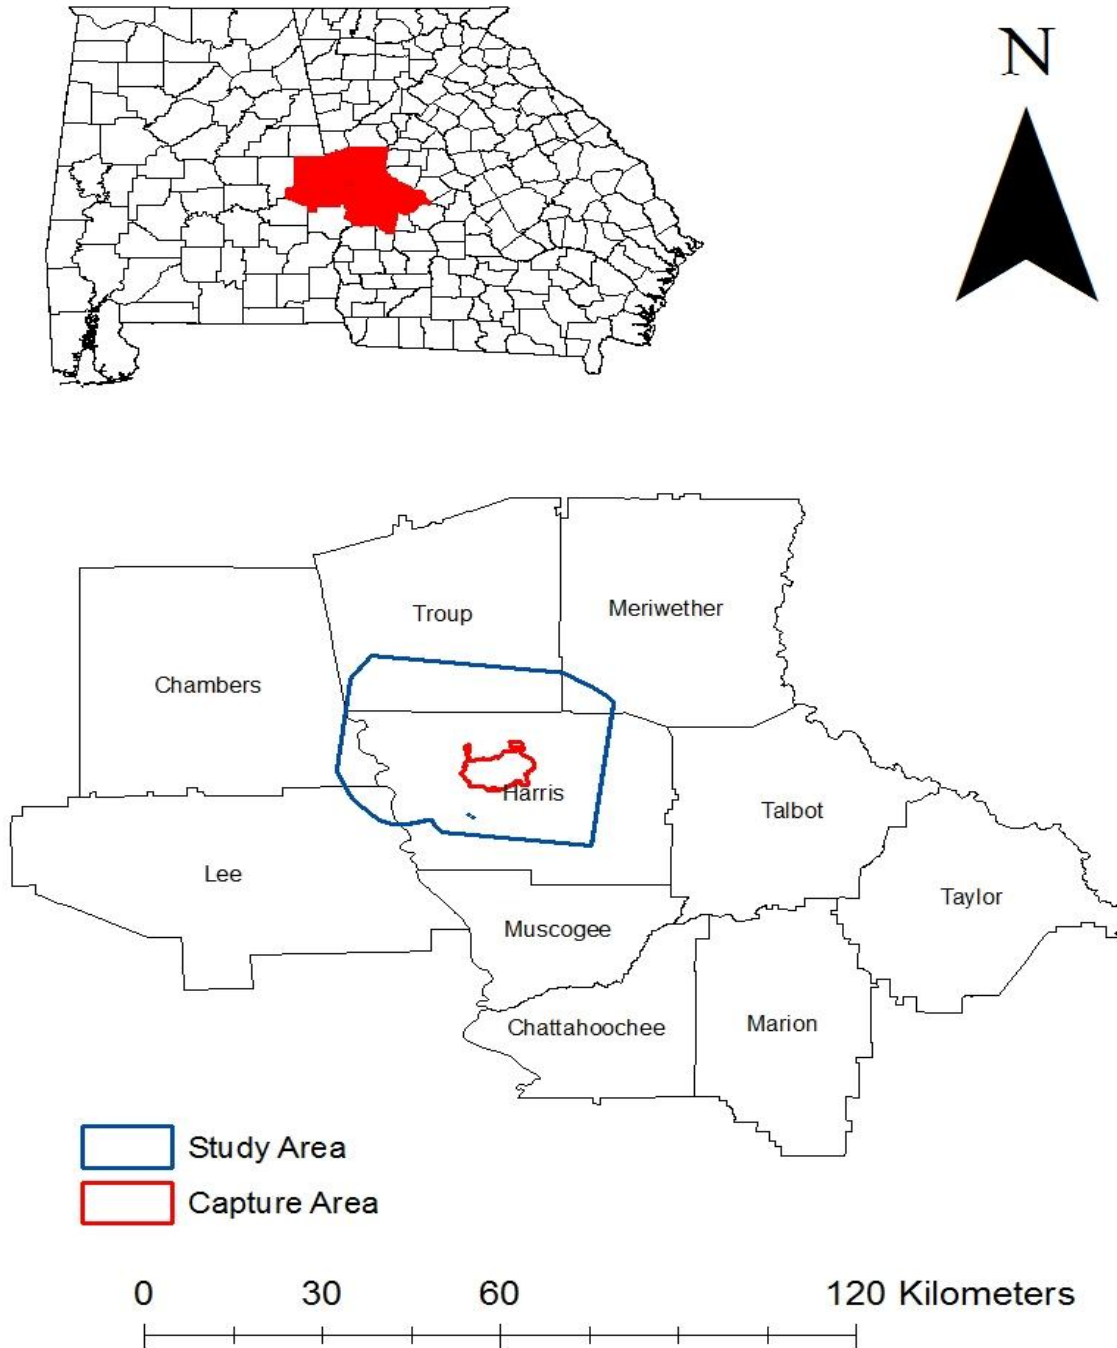 N
Troup
Meriwether
Chambers
Harris
Talbot
Lee
Taylor
Muscogee
Chattahoochee
Marion
Study Area
Capture Area
0 30 60 120 Kilometers